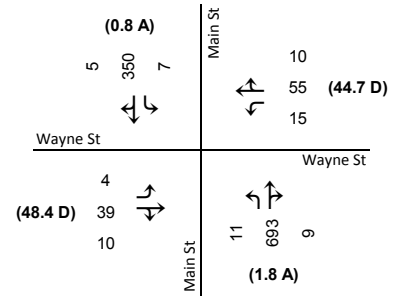 (0.8 A)
Main St
5 350 7
10
55 (44.7 D)
15
Wayne St
Wayne St
4
(48.4 D) 39
10
Main St
11 693 9
(1.8 A)